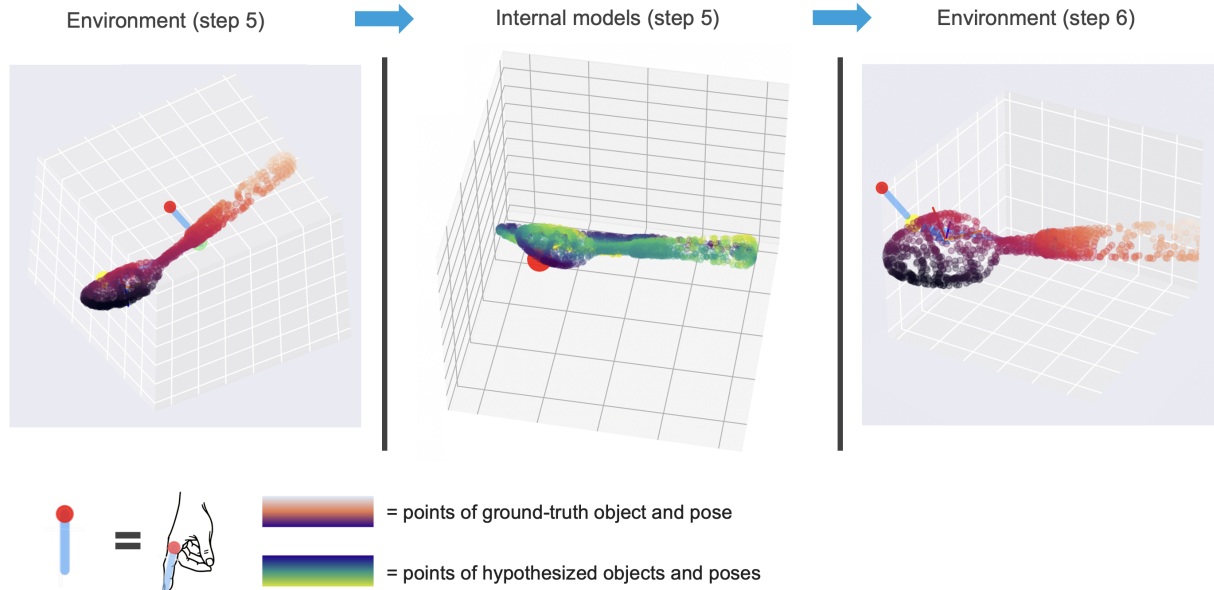 Environment (step 5)
Internal models (step 5)
Environment (step 6)
= points of ground-truth object and pose
= points of hypothesized objects and poses